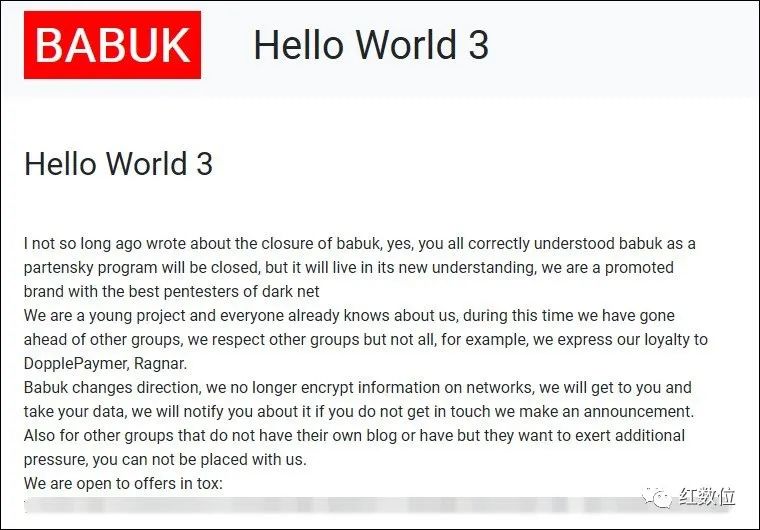 BABUK
Hello World 3
Hello World 3
I not so long ago wrote about the closure of babuk, yes, you all correctly understood babuk as a
partensky program will be closed, but it will live in its new understanding, we are a promoted
brand with the best pentesters of dark net
We are a young project and everyone already knows about us, during this time we have gone
ahead of other groups, we respect other groups but not all, for example, we express our loyalty to
DopplePaymer, Ragnar.
Babuk changes direction, we no longer encrypt information on networks, we will get to you and
take your data, we will notify you about it if you do not get in touch we make an announcement.
Also for other groups that do not have their own blog or have but they want to exert additional
pressure, you can not be placed with us.
We are open to offers in tox:
红数位